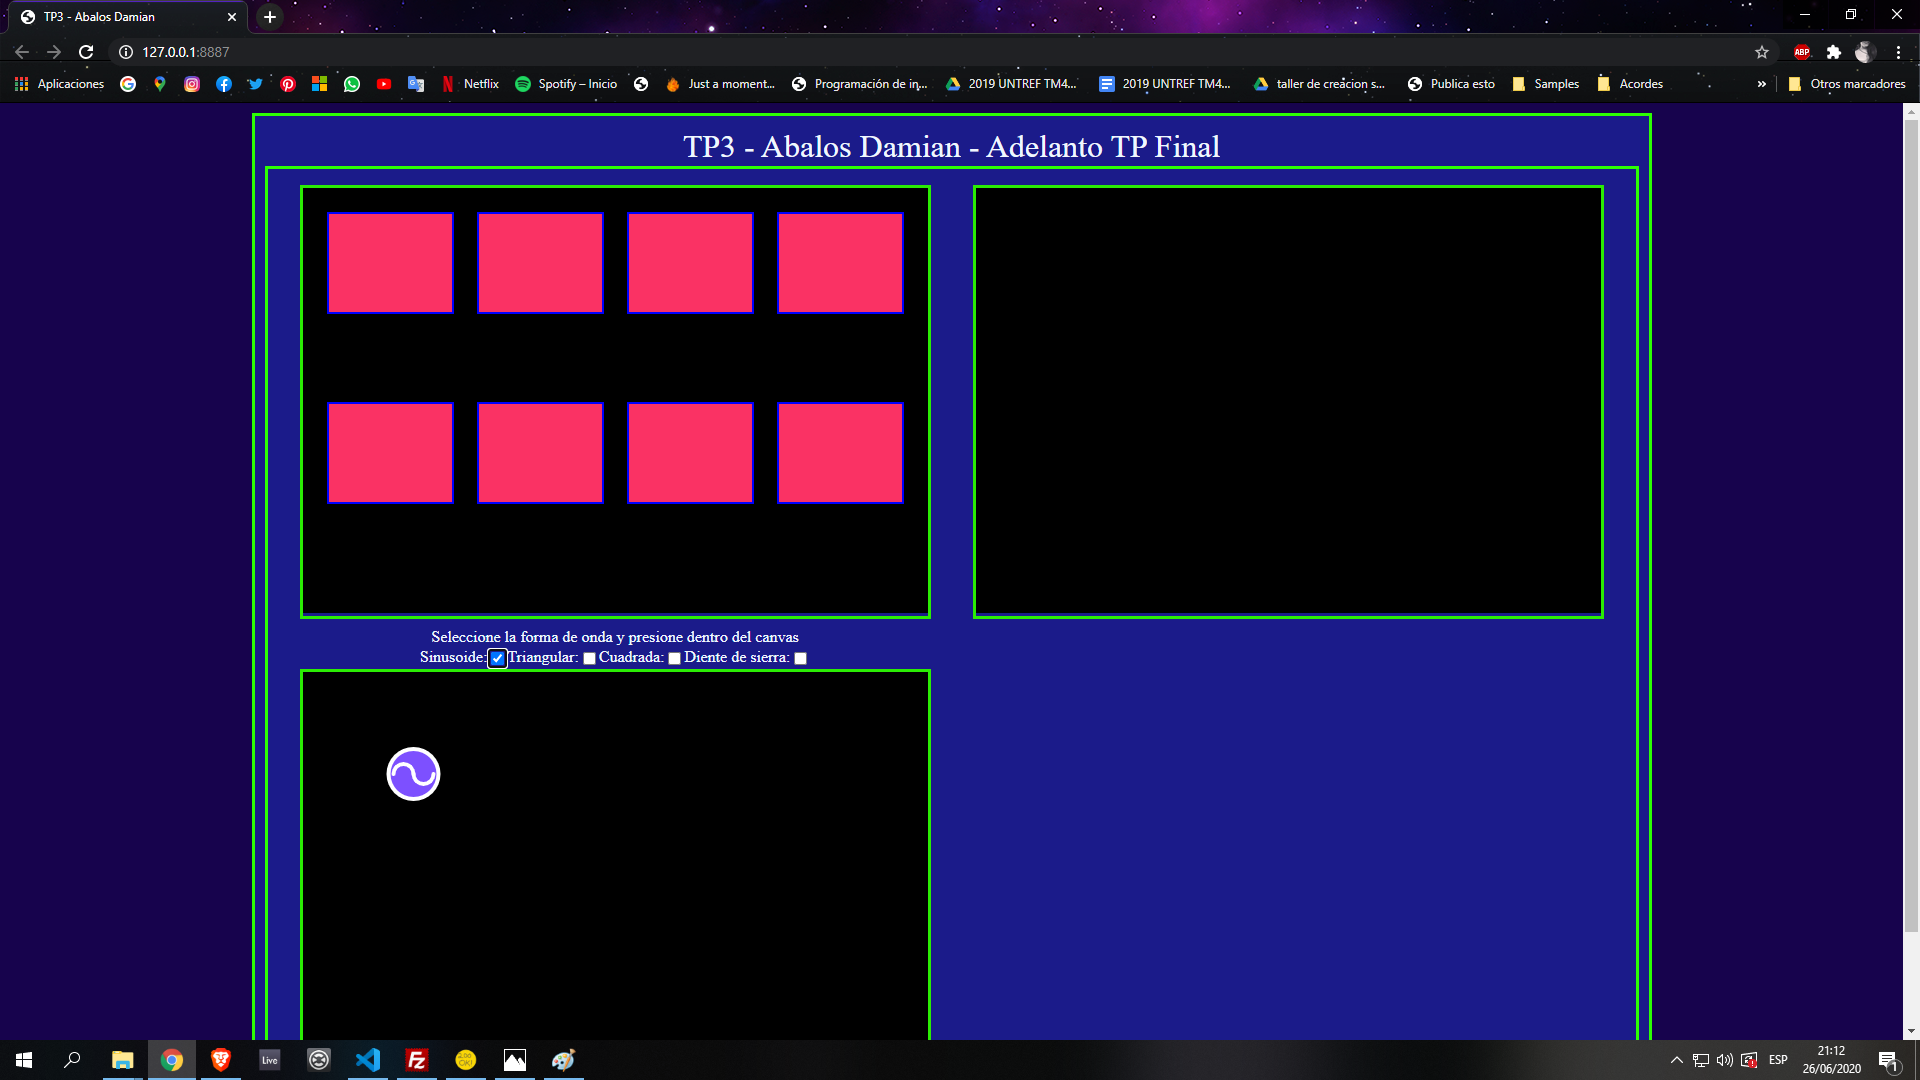 TP3 - Abalos Damian
127.0.0.1:8887
Aplicaciones
Netflix
Spotify – Inicio
Just a moment...
Programación de in...
2019 UNTREF TM4...
2019 UNTREF TM4...
taller de creacion s...
Publica esto
Samples
Acordes
»
Otros marcadores
ABP
TP3 - Abalos Damian - Adelanto TP Final
Seleccione la forma de onda y presione dentro del canvas
Sinusoide: Triangular: Cuadrada: Diente de sierra:
Live
ESP
21:12
26/06/2020
1